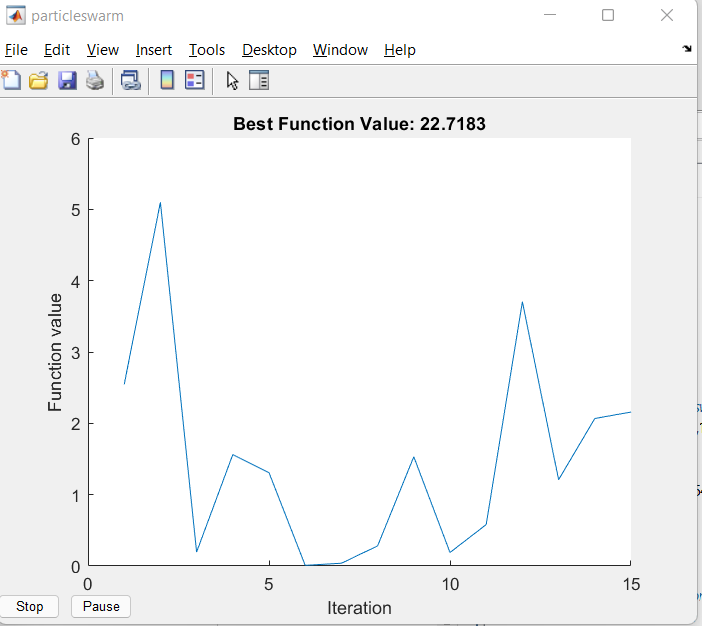 particleswarm
File Edit View Insert Tools Desktop Window Help
Best Function Value: 22.7183
6
5
4
3
2
1
0
Function value
0 5 10 15
Iteration
Stop Pause